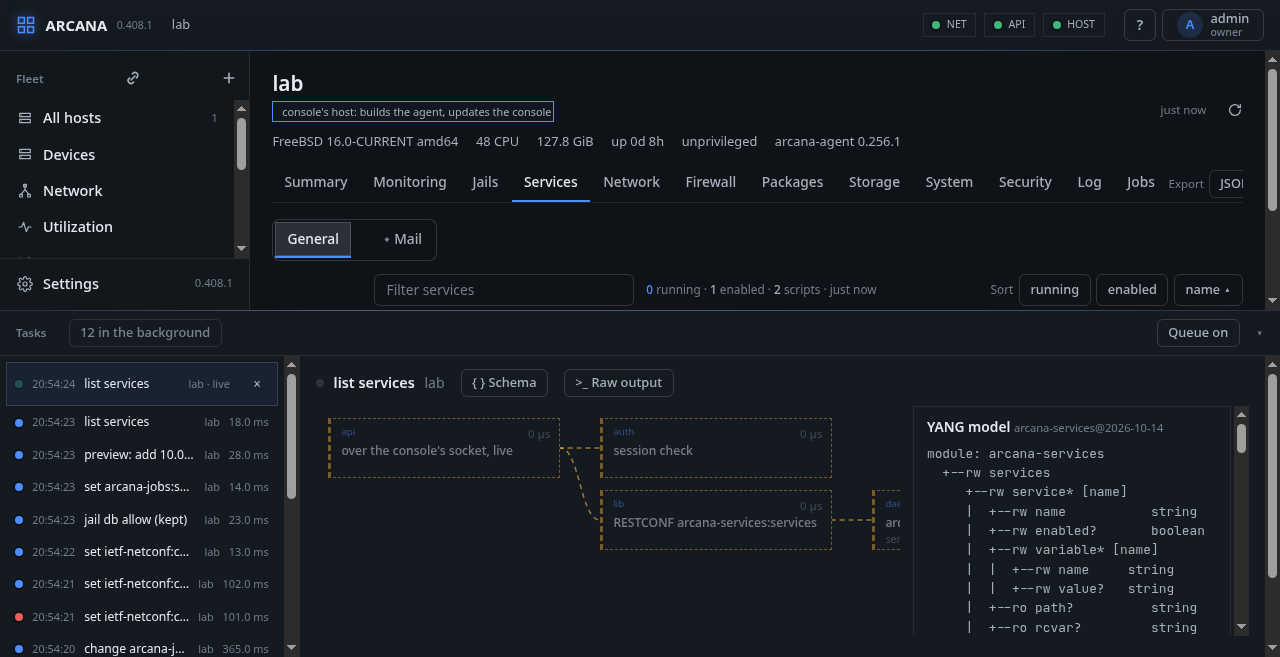 ARCANA 0.408.1 lab
NET API HOST ? A admin
owner
Fleet +
All hosts 1
Devices
Network
Utilization
Settings 0.408.1
lab
console's host: builds the agent, updates the console
just now
FreeBSD 16.0-CURRENT amd64 48 CPU 127.8 GiB up 0d 8h unprivileged arcana-agent 0.256.1
Summary Monitoring Jails Services Network Firewall Packages Storage System Security Log Jobs Export JSO
General Mail
Filter services 0 running · 1 enabled · 2 scripts · just now Sort running enabled name
Tasks 12 in the background Queue on
20:54:24 list services lab · live ×
20:54:23 list services lab 18.0 ms
20:54:23 preview: add 10.0... lab 28.0 ms
20:54:23 set arcana-jobs:s... lab 14.0 ms
20:54:23 jail db allow (kept) lab 23.0 ms
20:54:22 set ietf-netconf:c... lab 13.0 ms
20:54:21 set ietf-netconf:c... lab 102.0 ms
20:54:21 set ietf-netconf:c... lab 101.0 ms
20:54:20 change arcana-j... lab 365.0 ms
list services lab { } Schema >_ Raw output
api 0 µs
over the console's socket, live
auth 0 µs
session check
lib 0 µs
RESTCONF arcana-services:services
YANG model arcana-services@2026-10-14
module: arcana-services
+--rw services
+--rw service* [name]
| +--rw name string
| +--rw enabled? boolean
| +--rw variable* [name]
| | +--rw name string
| | +--rw value? string
| +--ro path? string
| +--ro rcvar? string